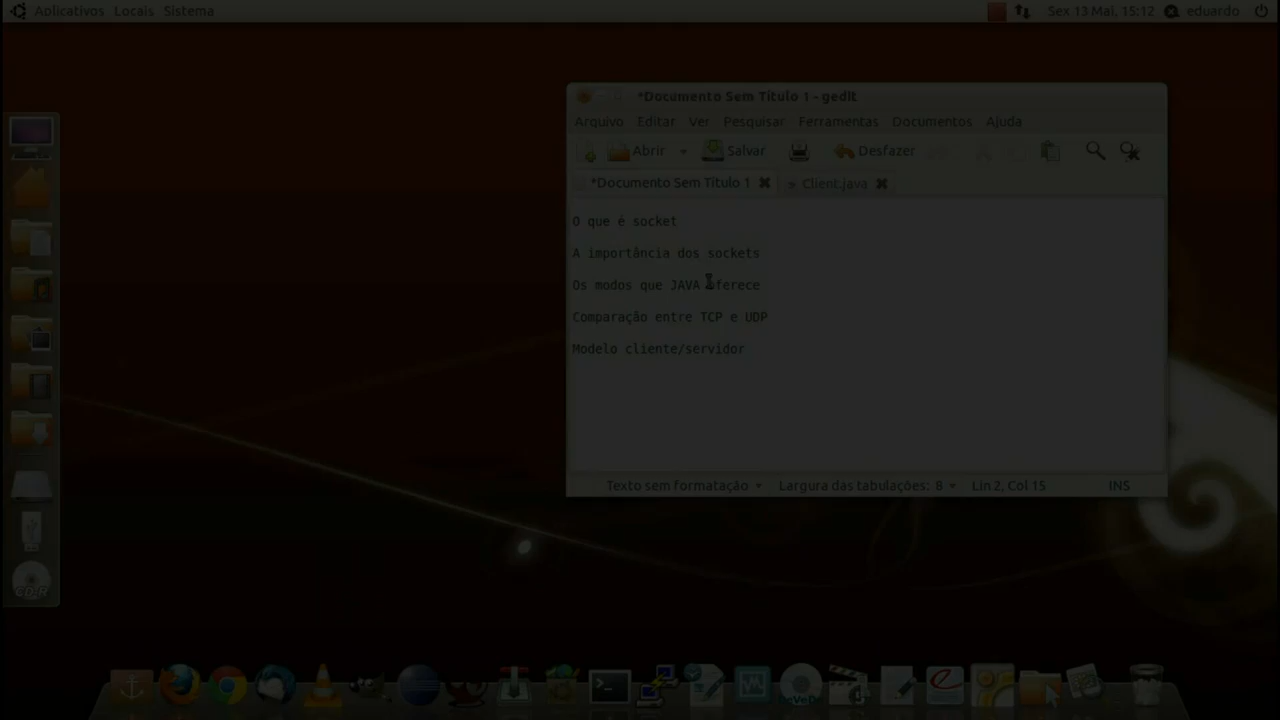 Aplicativos Locais Sistema
Sex 13 Mai, 15:12 eduardo
*Documento Sem Título 1 - gedit
Arquivo Editar Ver Pesquisar Ferramentas Documentos Ajuda
Abrir Salvar Desfazer
*Documento Sem Título 1 Client.java
O que é socket
A importância dos sockets
Os modos que JAVA oferece
Comparação entre TCP e UDP
Modelo cliente/servidor
Texto sem formatação Largura das tabulações: 8 Lin 2, Col 15 INS
CD-R
DeVeDe